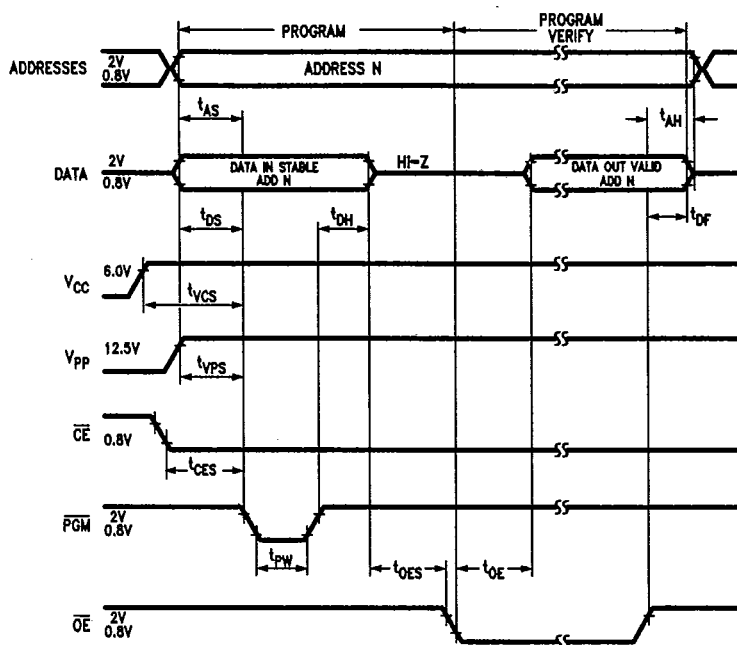 PROGRAM
PROGRAM
VERIFY
ADDRESSES 2V
0.8V
ADDRESS N
tAS
tAH
DATA 2V
0.8V
DATA IN STABLE
ADD N
Hi-Z
DATA OUT VALID
ADD N
tDS
tDH
tDF
VCC 6.0V
tVCS
VPP 12.5V
tVPS
CE 0.8V
tCES
PGM 2V
0.8V
tPW
tOES
tOE
OE 2V
0.8V